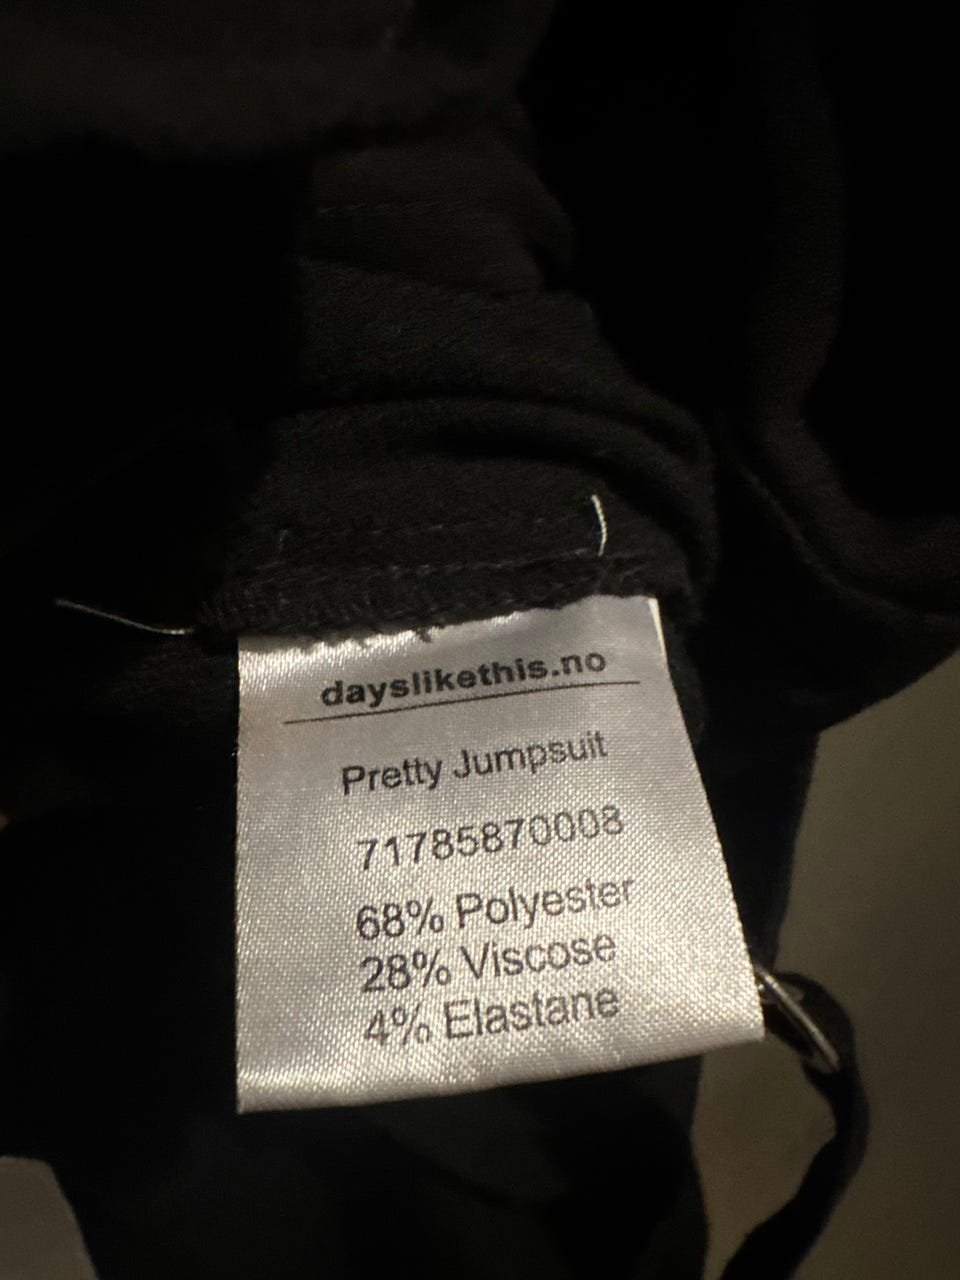 dayslikethis.no
Pretty Jumpsuit
71785870008
68% Polyester
28% Viscose
4% Elastane